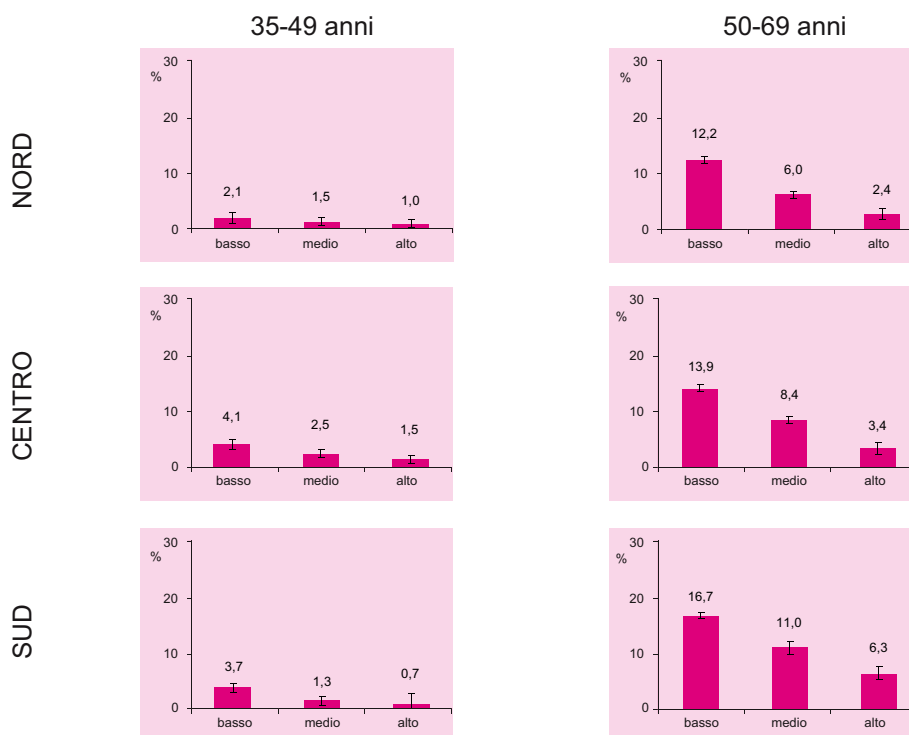 35-49 anni
50-69 anni
NORD
30
%
20
10
0
2,1
1,5
1,0
basso
medio
alto
30
%
20
10
0
12,2
6,0
2,4
basso
medio
alto
CENTRO
30
%
20
10
0
4,1
2,5
1,5
basso
medio
alto
30
%
20
10
0
13,9
8,4
3,4
basso
medio
alto
SUD
30
%
20
10
0
3,7
1,3
0,7
basso
medio
alto
30
%
20
10
0
16,7
11,0
6,3
basso
medio
alto